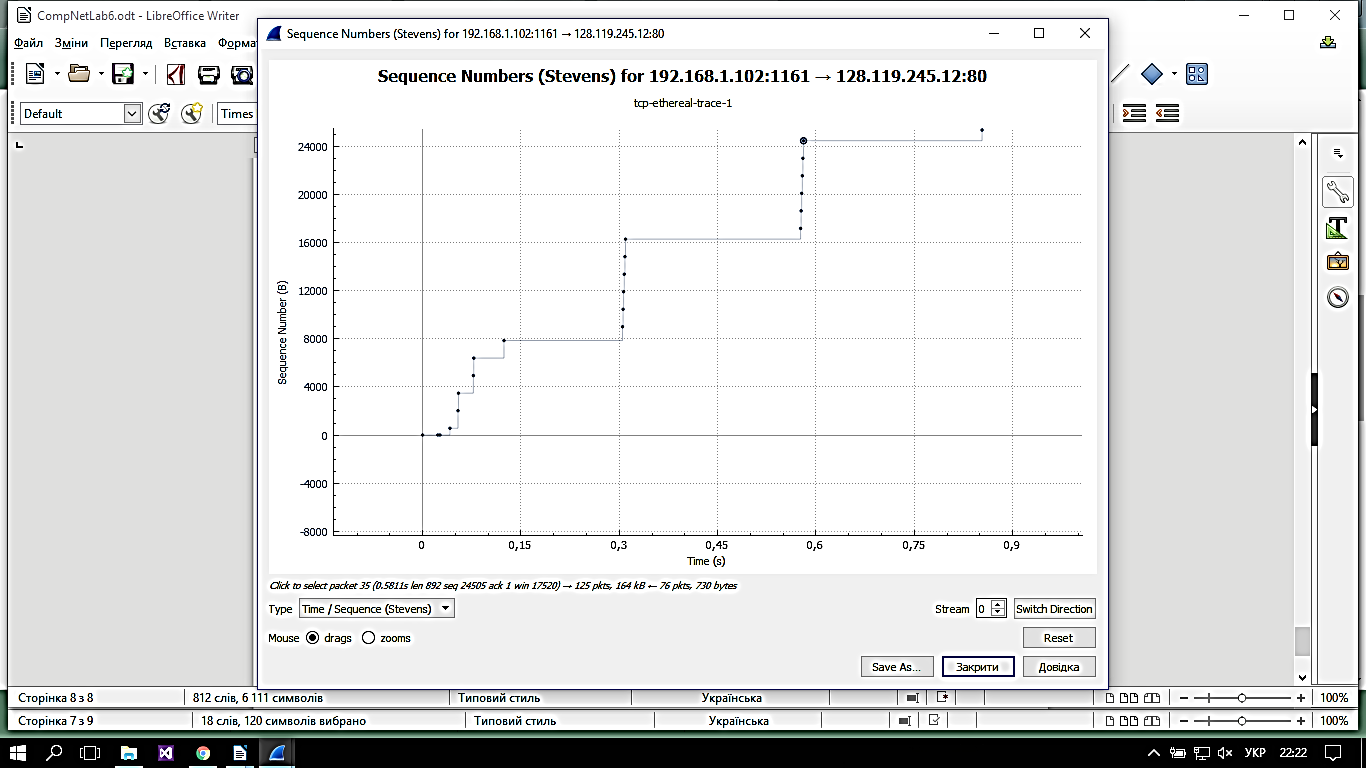 CompNetLab6.odt - LibreOffice Writer
Файл Зміни Перегляд Вставка Форма
Default
Times
Sequence Numbers (Stevens) for 192.168.1.102:1161 → 128.119.245.12:80
Sequence Numbers (Stevens) for 192.168.1.102:1161 → 128.119.245.12:80
tcp-ethereal-trace-1
Sequence Number (B)
24000
20000
16000
12000
8000
4000
0
-4000
-8000
0 0,15 0,3 0,45 0,6 0,75 0,9
Time (s)
Click to select packet 35 (0.5811s len 892 seq 24505 ack 1 win 17520) → 125 pkts, 164 kB ← 76 pkts, 730 bytes
Type Time / Sequence (Stevens) Stream 0 Switch Direction
Mouse drags zooms Reset
Save As... Закрити Довідка
Сторінка 8 з 8 812 слів, 6 111 символів Типовий стиль Українська 100%
Сторінка 7 з 9 18 слів, 120 символів вибрано Типовий стиль Українська 100%
УКР 22:22